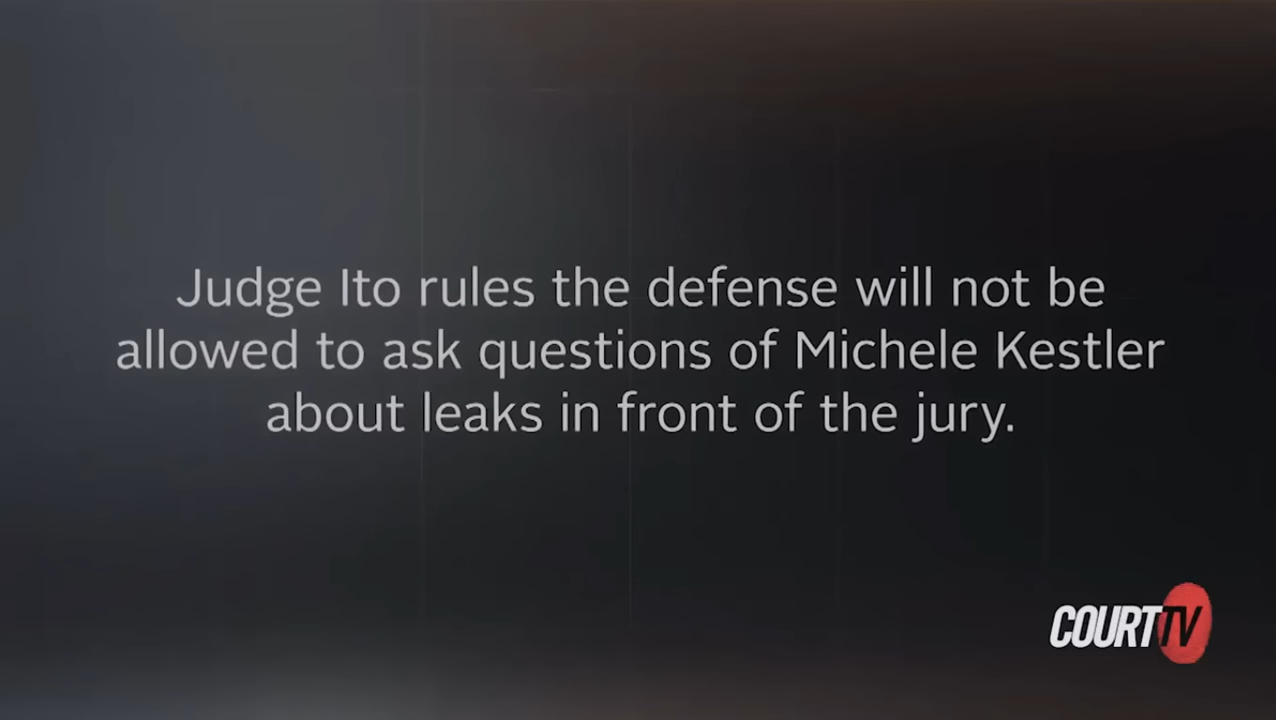 Judge Ito rules the defense will not be
allowed to ask questions of Michele Kestler
about leaks in front of the jury.
COURT TV